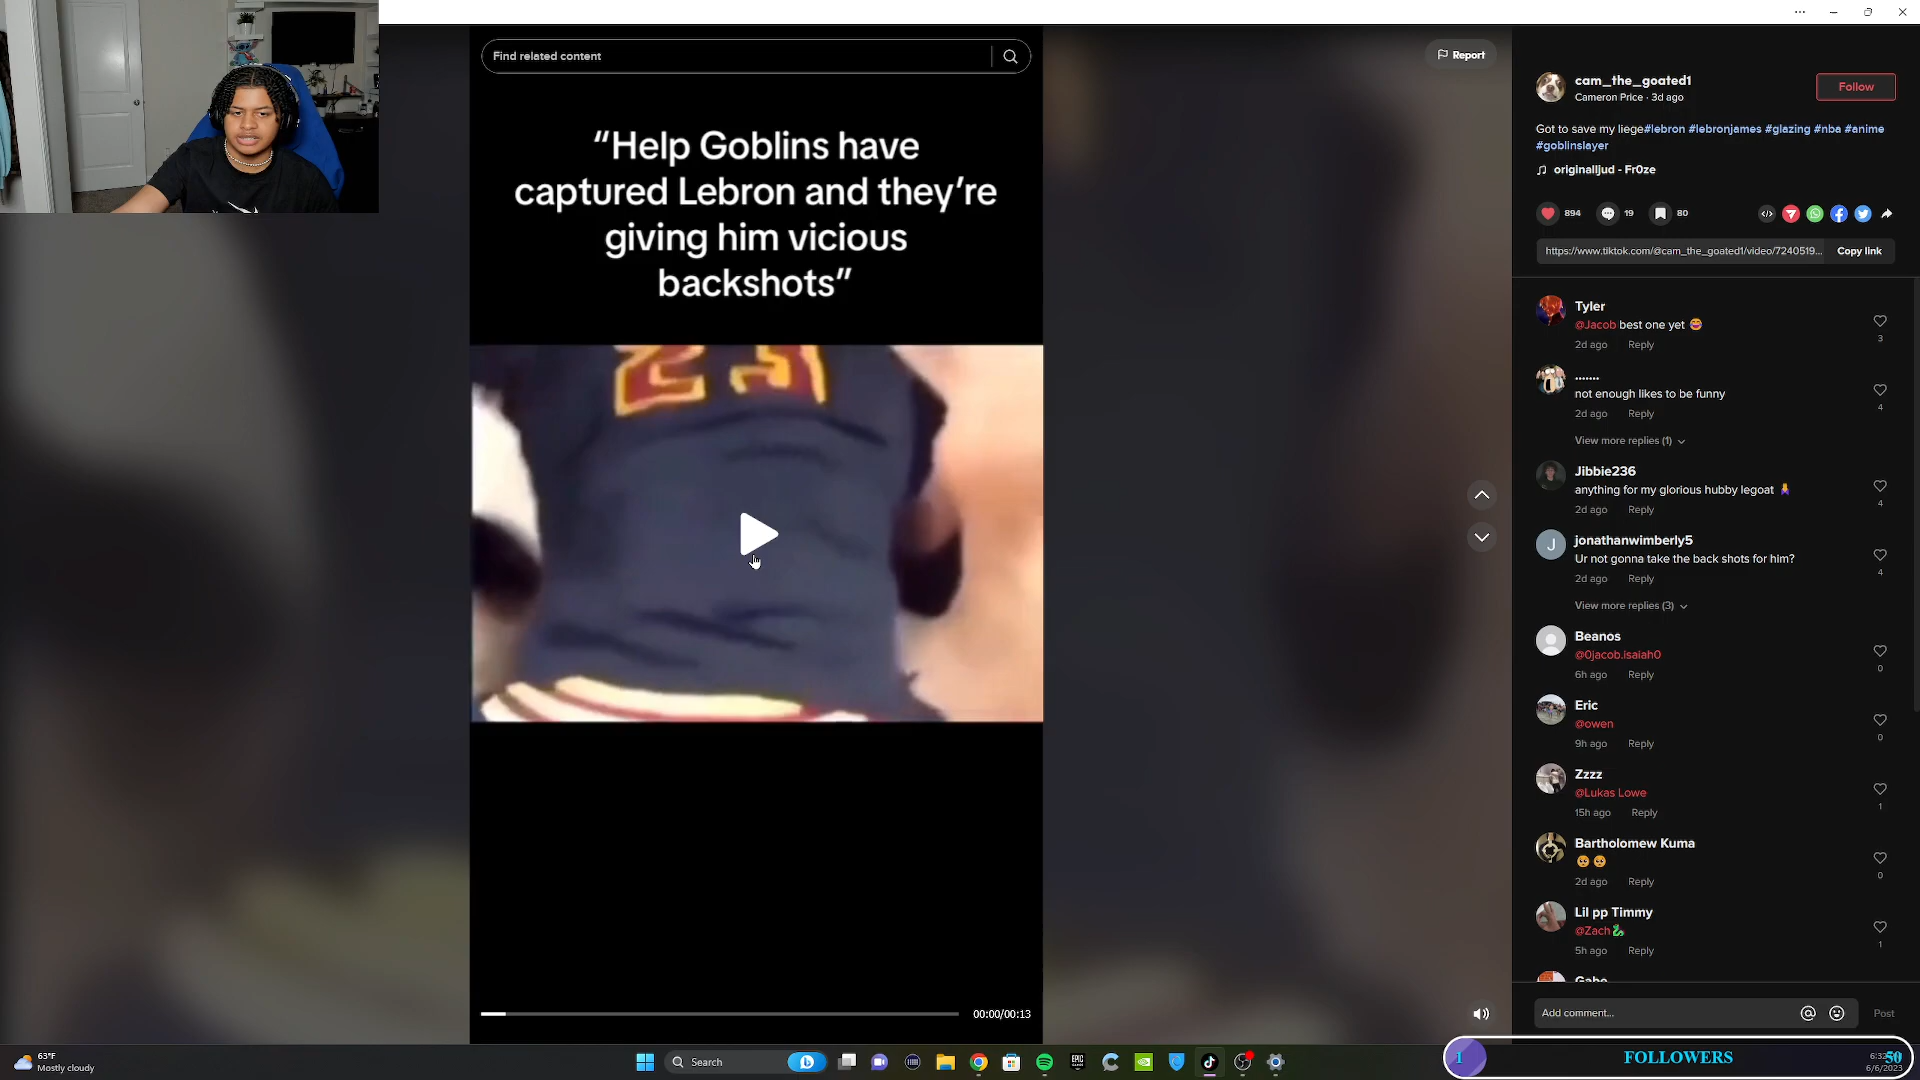 Find related content
Report
“Help Goblins have
captured Lebron and they’re
giving him vicious
backshots”
00:00/00:13
cam_the_goated1
Cameron Price · 3d ago
Follow
Got to save my liege#lebron #lebronjames #glazing #nba #anime
#goblinslayer
originalljud - Fr0ze
894
19
80
https://www.tiktok.com/@cam_the_goated1/video/7240519...
Copy link
Tyler
@Jacob best one yet 😂
3
2d ago Reply
.......
not enough likes to be funny
4
2d ago Reply
View more replies (1)
Jibbie236
anything for my glorious hubby legoat
4
2d ago Reply
J
jonathanwimberly5
Ur not gonna take the back shots for him?
4
2d ago Reply
View more replies (3)
Beanos
@0jacob.isaiah0
0
6h ago Reply
Eric
@owen
0
9h ago Reply
Zzzz
@Lukas Lowe
1
15h ago Reply
Bartholomew Kuma
🥺🥺
0
2d ago Reply
Lil pp Timmy
@Zach🐉
1
5h ago Reply
Gabe
Add comment...
Post
63°F
Mostly cloudy
Search
EPIC
1
FOLLOWERS
50
6:32
6/6/2023